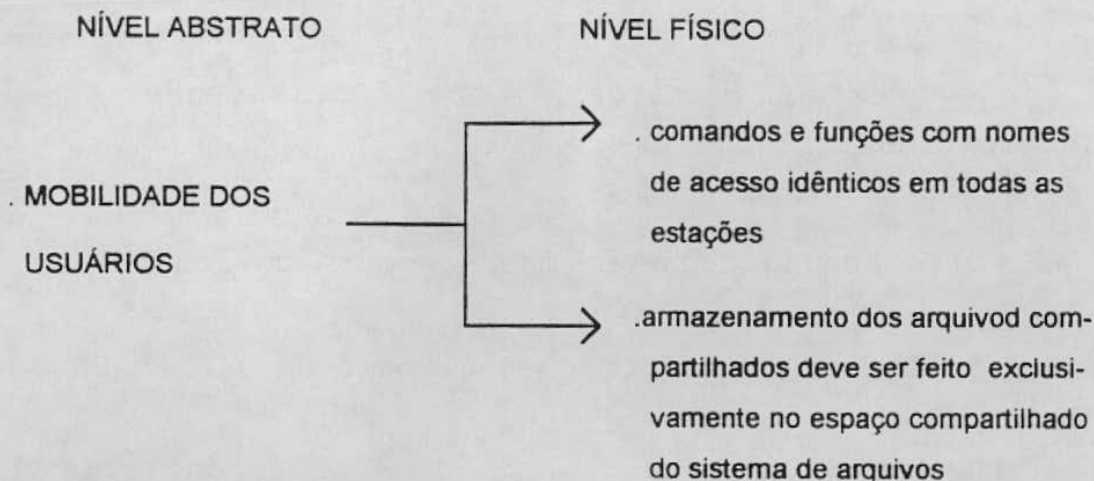 NÍVEL ABSTRATO
NÍVEL FÍSICO
. MOBILIDADE DOS
USUÁRIOS
. comandos e funções com nomes
de acesso idênticos em todas as
estações
.armazenamento dos arquivod com-
partilhados deve ser feito exclusi-
vamente no espaço compartilhado
do sistema de arquivos